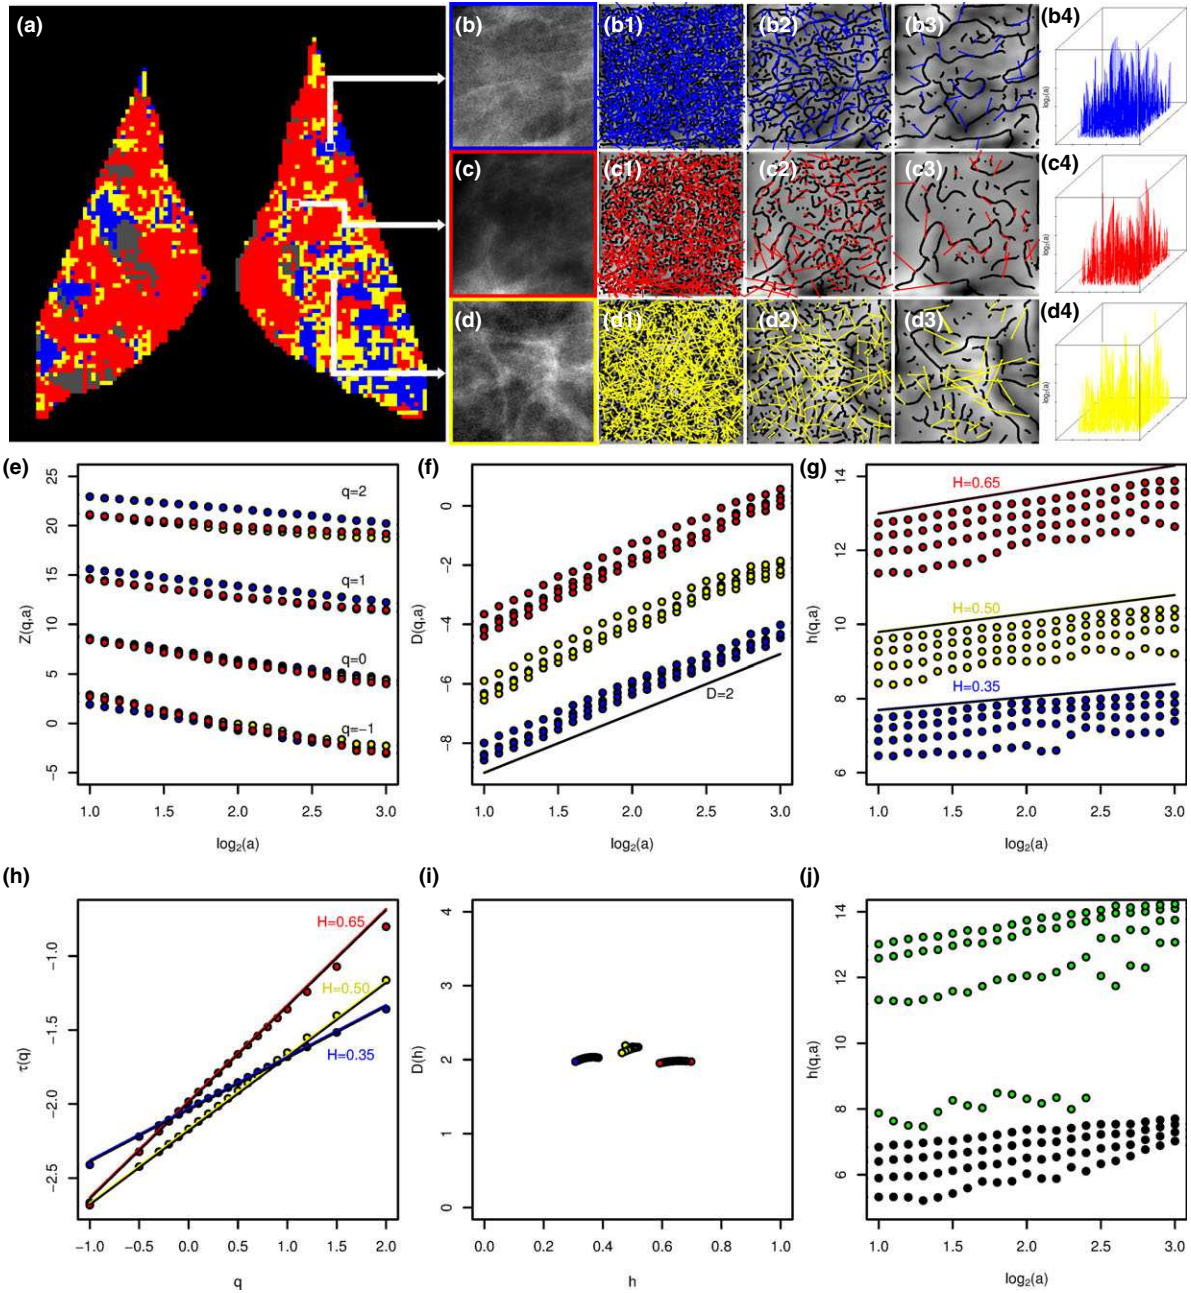 (a)
(b)
(b1)
(b2)
(b3)
(b4)
log₂(a)
(c)
(c1)
(c2)
(c3)
(c4)
log₂(a)
(d)
(d1)
(d2)
(d3)
(d4)
log₂(a)
(e)
25
20
15
10
5
0
−5
Z(q,a)
q=2
q=1
q=0
q=−1
1.0 1.5 2.0 2.5 3.0
log₂(a)
(f)
0
−2
−4
−6
−8
D(q,a)
D=2
1.0 1.5 2.0 2.5 3.0
log₂(a)
(g)
14
12
10
8
6
h(q,a)
H=0.65
H=0.50
H=0.35
1.0 1.5 2.0 2.5 3.0
log₂(a)
(h)
−1.0
−1.5
−2.0
−2.5
τ(q)
H=0.65
H=0.50
H=0.35
−1.0 0.0 0.5 1.0 1.5 2.0
q
(i)
4
3
2
1
0
D(h)
0.0 0.2 0.4 0.6 0.8 1.0
h
(j)
14
12
10
8
6
h(q,a)
1.0 1.5 2.0 2.5 3.0
log₂(a)